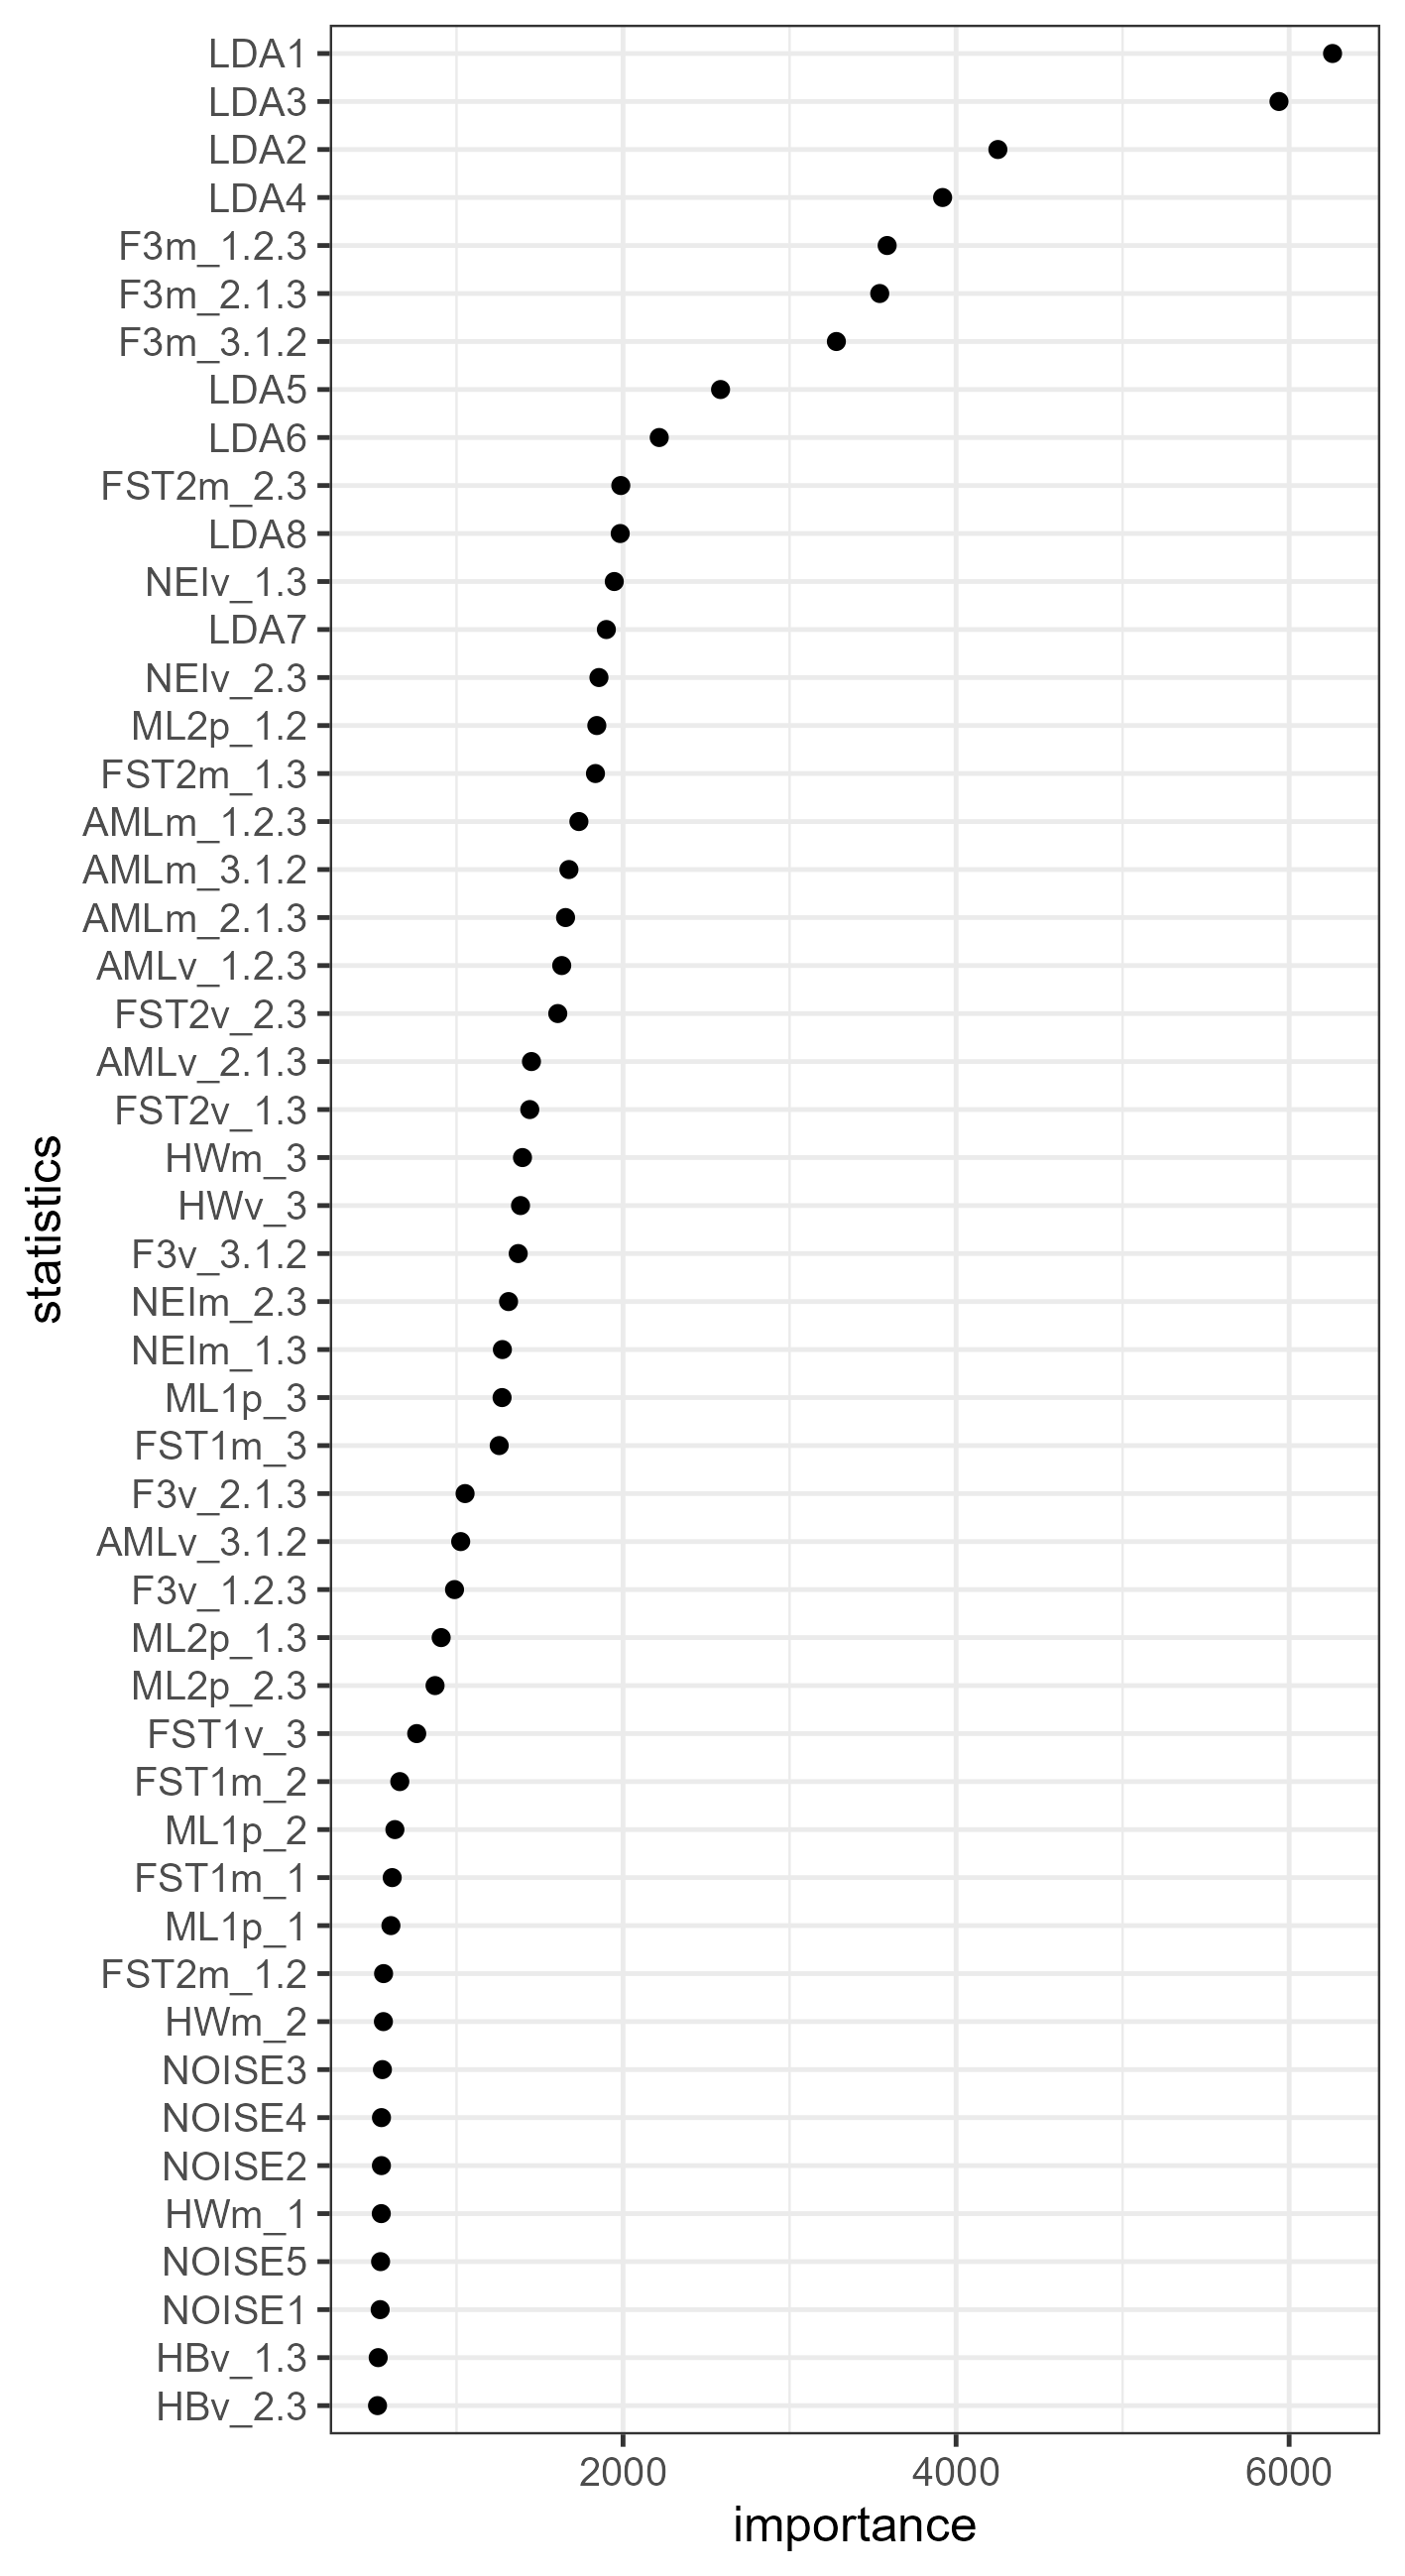 LDA1
LDA3
LDA2
LDA4
F3m_1.2.3
F3m_2.1.3
F3m_3.1.2
LDA5
LDA6
FST2m_2.3
LDA8
NEIv_1.3
LDA7
NEIv_2.3
ML2p_1.2
FST2m_1.3
AMLm_1.2.3
AMLm_3.1.2
AMLm_2.1.3
AMLv_1.2.3
FST2v_2.3
AMLv_2.1.3
FST2v_1.3
HWm_3
HWv_3
F3v_3.1.2
NEIm_2.3
NEIm_1.3
ML1p_3
FST1m_3
F3v_2.1.3
AMLv_3.1.2
F3v_1.2.3
ML2p_1.3
ML2p_2.3
FST1v_3
FST1m_2
ML1p_2
FST1m_1
ML1p_1
FST2m_1.2
HWm_2
NOISE3
NOISE4
NOISE2
HWm_1
NOISE5
NOISE1
HBv_1.3
HBv_2.3
statistics
2000 4000 6000
importance